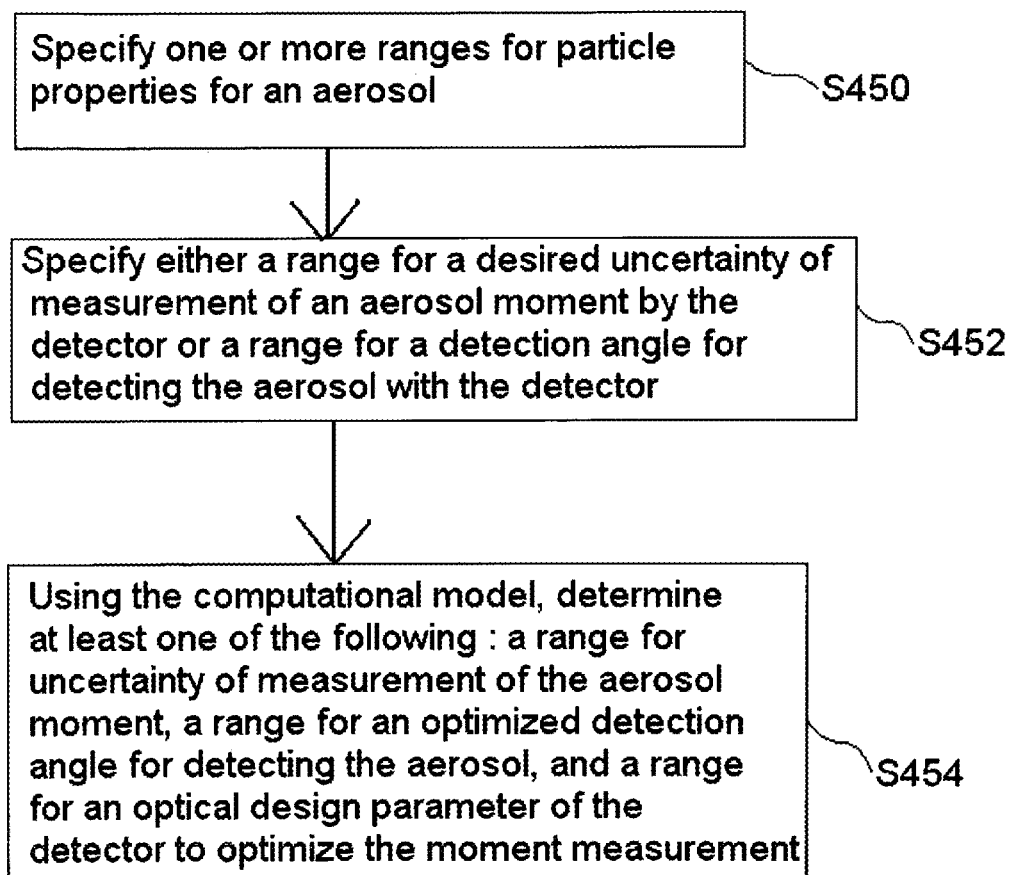 Specify one or more ranges for particle
properties for an aerosol
S450
Specify either a range for a desired uncertainty of
measurement of an aerosol moment by the
detector or a range for a detection angle for
detecting the aerosol with the detector
S452
Using the computational model, determine
at least one of the following : a range for
uncertainty of measurement of the aerosol
moment, a range for an optimized detection
angle for detecting the aerosol, and a range
for an optical design parameter of the
detector to optimize the moment measurement
S454